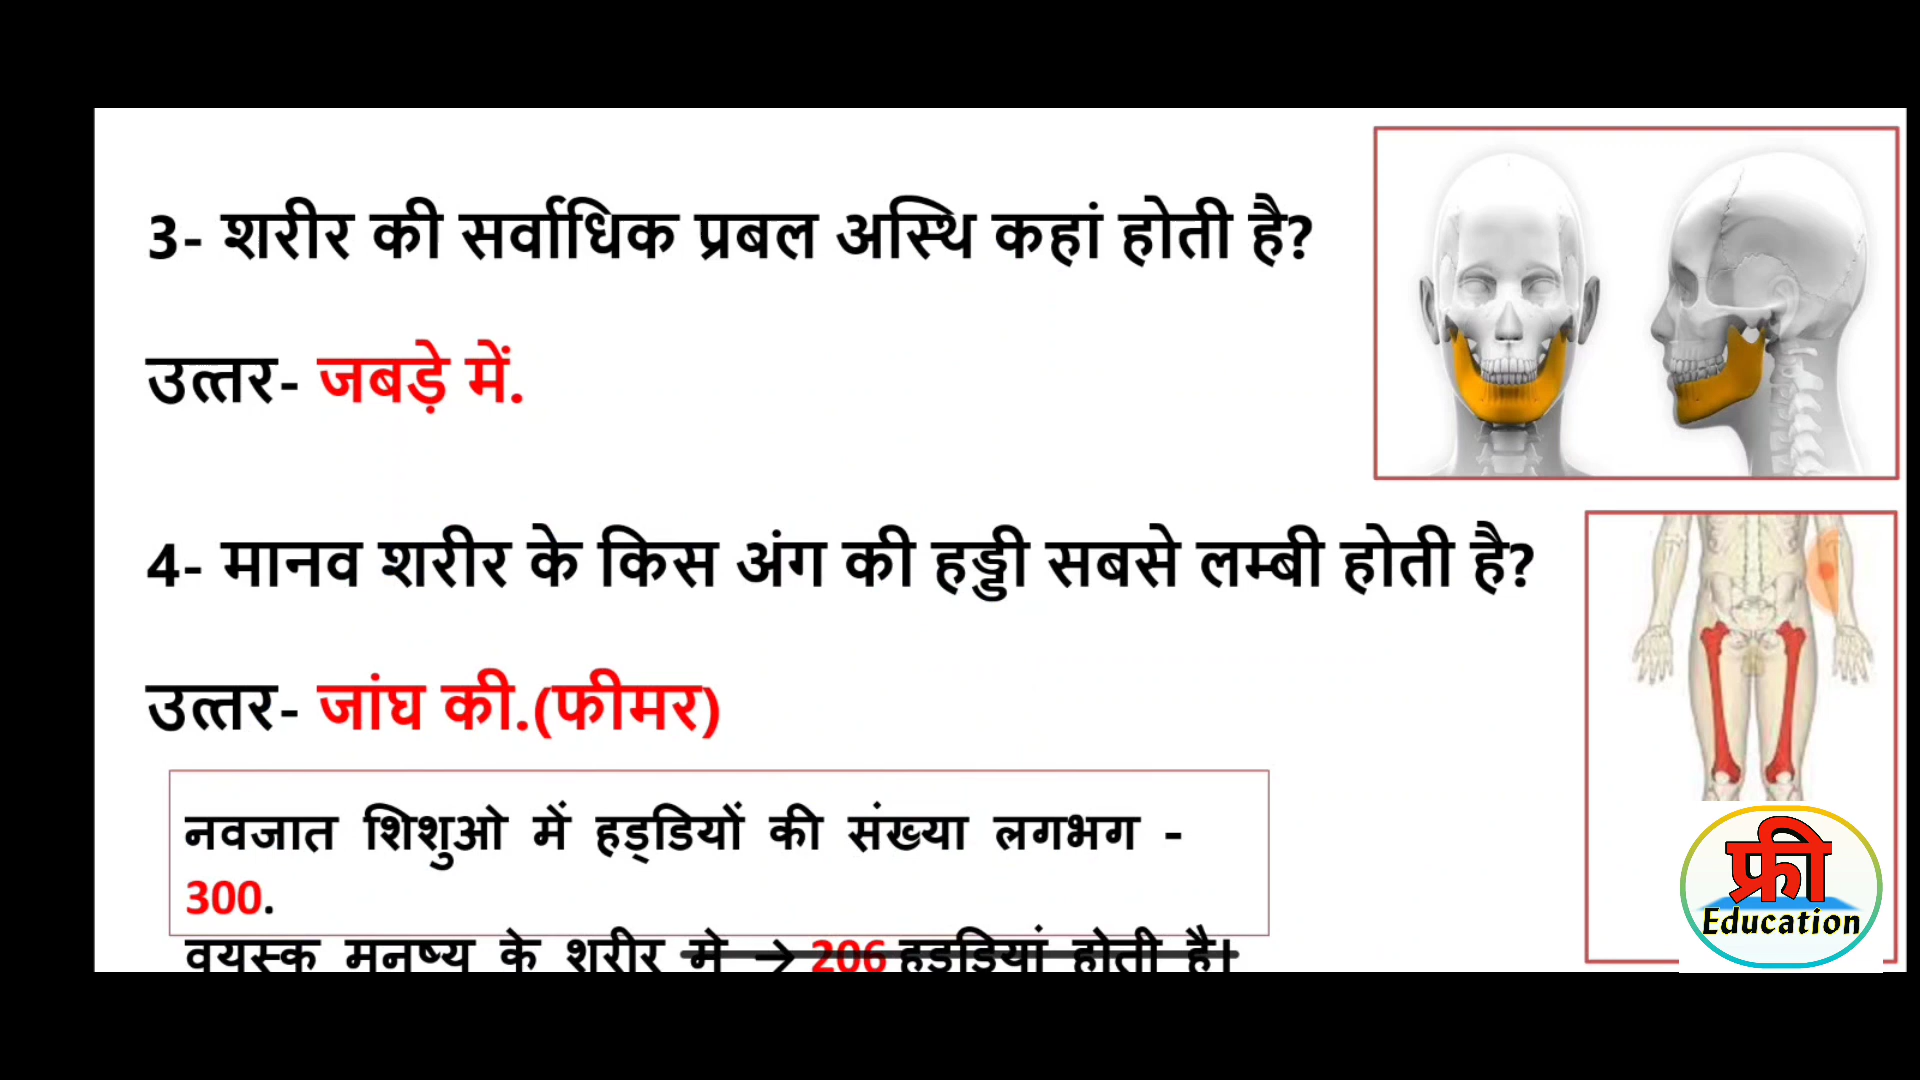 3- शरीर की सर्वाधिक प्रबल अस्थि कहां होती है?
उत्तर- जबड़े में.
4- मानव शरीर के किस अंग की हड्डी सबसे लम्बी होती है?
उत्तर- जांघ की.(फीमर)
नवजात शिशुओ में हड्डियों की संख्या लगभग -
300.
वयस्क मनुष्य के शरीर मे → 206 हड्डियां होती है।
फ्री
Education